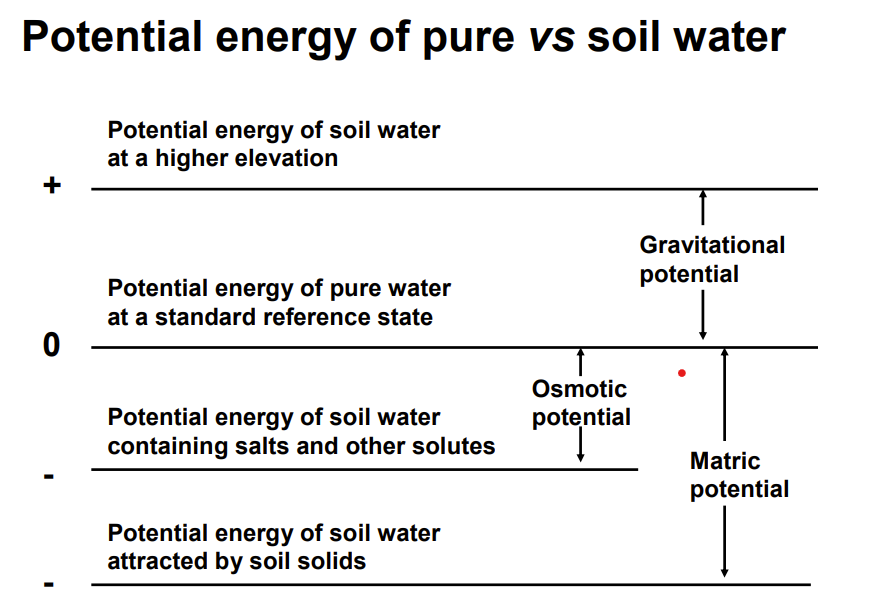 Potential energy of pure vs soil water
Potential energy of soil water
at a higher elevation
+
Gravitational
potential
Potential energy of pure water
at a standard reference state
0
Osmotic
potential
Potential energy of soil water
containing salts and other solutes
-
Matric
potential
Potential energy of soil water
attracted by soil solids
-